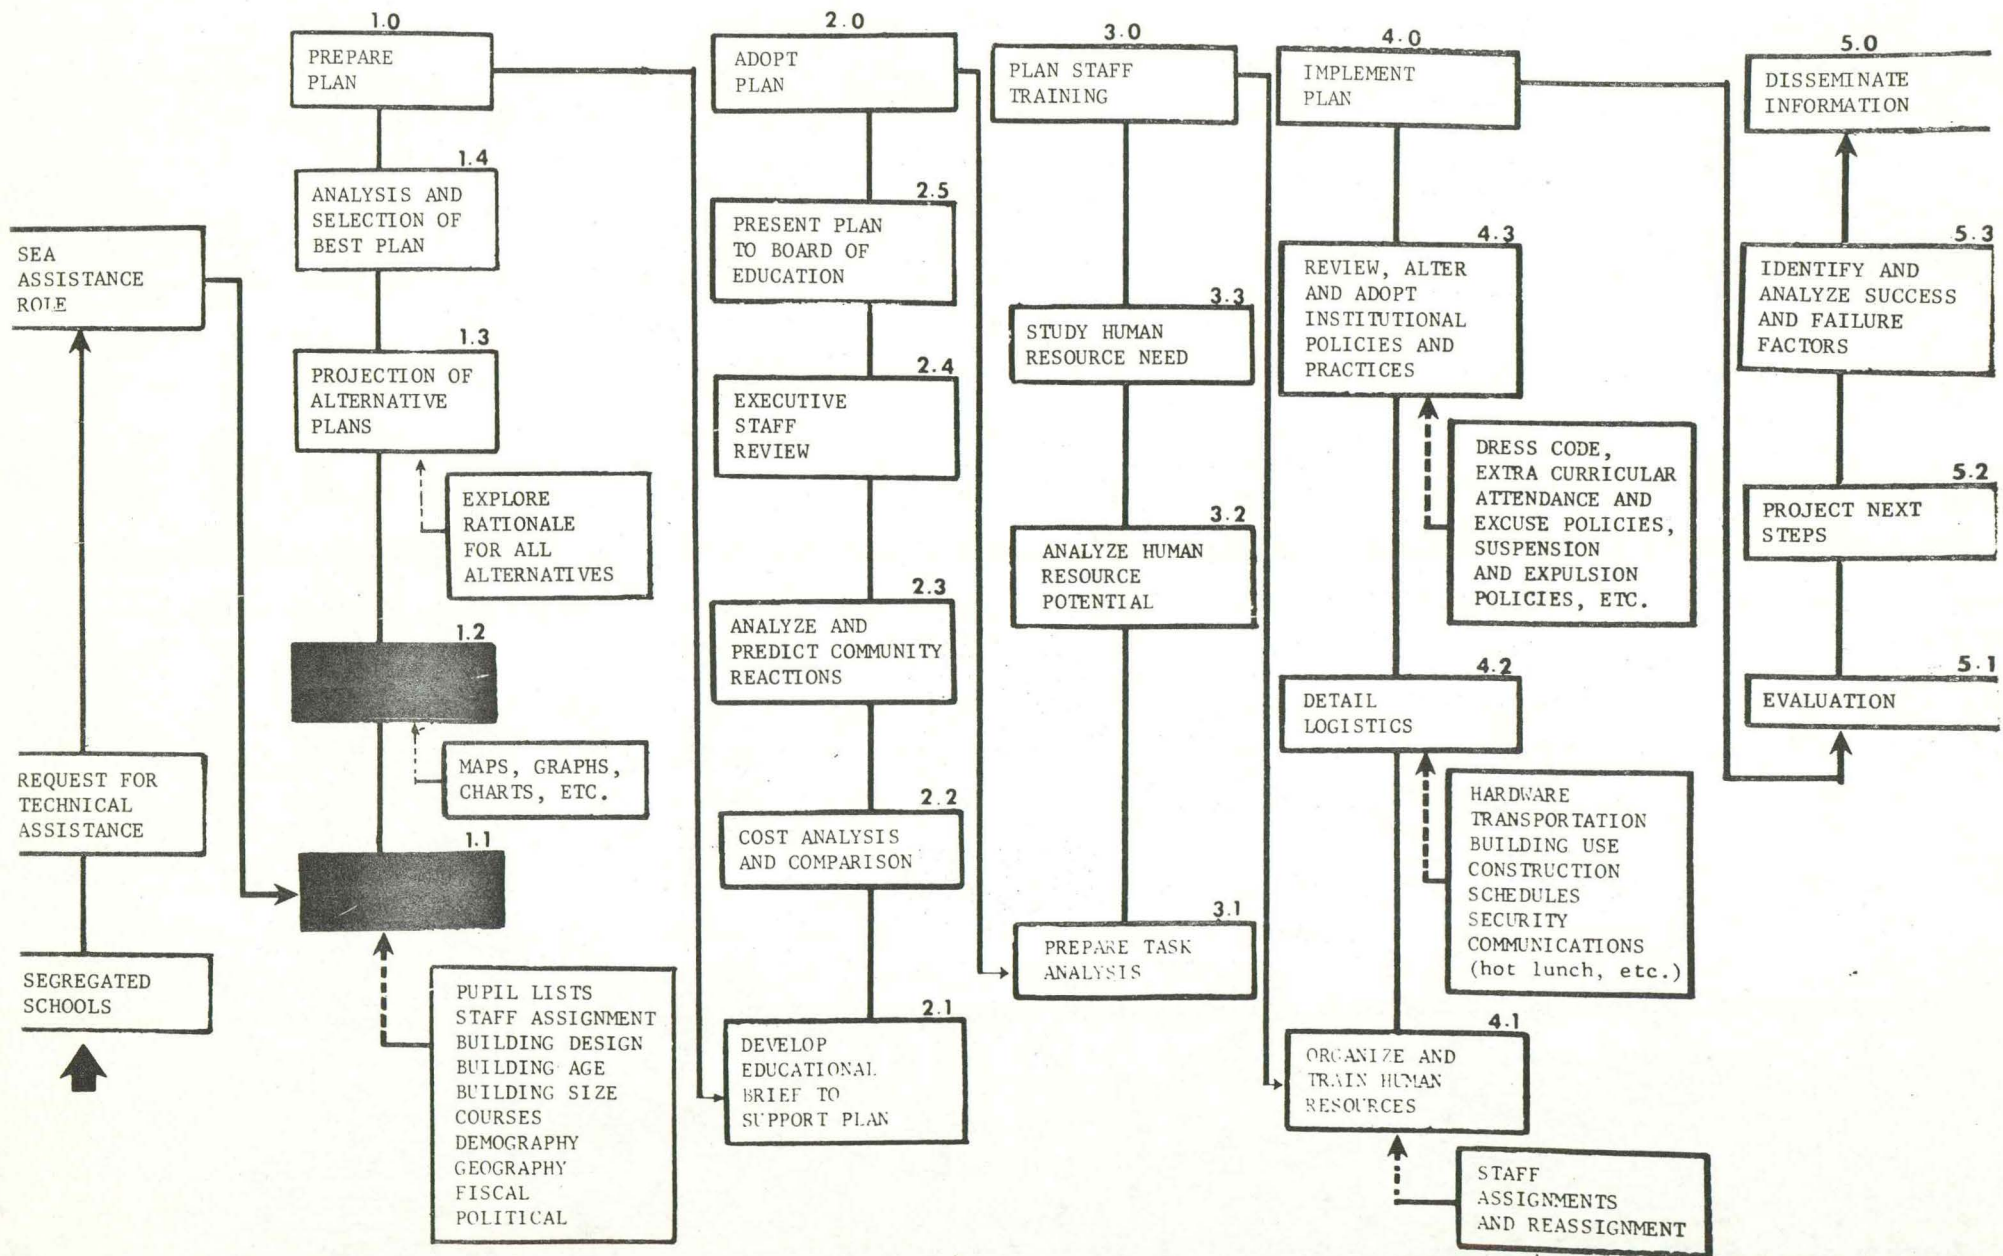 SEA
ASSISTANCE
ROLE
REQUEST FOR
TECHNICAL
ASSISTANCE
SEGREGATED
SCHOOLS
1.0
PREPARE
PLAN
1.4
ANALYSIS AND
SELECTION OF
BEST PLAN
1.3
PROJECTION OF
ALTERNATIVE
PLANS
EXPLORE
RATIONALE
FOR ALL
ALTERNATIVES
1.2
MAPS, GRAPHS,
CHARTS, ETC.
1.1
PUPIL LISTS
STAFF ASSIGNMENT
BUILDING DESIGN
BUILDING AGE
BUILDING SIZE
COURSES
DEMOGRAPHY
GEOGRAPHY
FISCAL
POLITICAL
2.0
ADOPT
PLAN
2.5
PRESENT PLAN
TO BOARD OF
EDUCATION
2.4
EXECUTIVE
STAFF
REVIEW
2.3
ANALYZE AND
PREDICT COMMUNITY
REACTIONS
2.2
COST ANALYSIS
AND COMPARISON
2.1
DEVELOP
EDUCATIONAL
BRIEF TO
SUPPORT PLAN
3.0
PLAN STAFF
TRAINING
3.3
STUDY HUMAN
RESOURCE NEED
3.2
ANALYZE HUMAN
RESOURCE
POTENTIAL
3.1
PREPARE TASK
ANALYSIS
4.0
IMPLEMENT
PLAN
4.3
REVIEW, ALTER
AND ADOPT
INSTITUTIONAL
POLICIES AND
PRACTICES
DRESS CODE,
EXTRA CURRICULAR
ATTENDANCE AND
EXCUSE POLICIES,
SUSPENSION
AND EXPULSION
POLICIES, ETC.
4.2
DETAIL
LOGISTICS
HARDWARE
TRANSPORTATION
BUILDING USE
CONSTRUCTION
SCHEDULES
SECURITY
COMMUNICATIONS
(hot lunch, etc.)
4.1
ORGANIZE AND
TRAIN HUMAN
RESOURCES
STAFF
ASSIGNMENTS
AND REASSIGNMENT
5.0
DISSEMINATE
INFORMATION
5.3
IDENTIFY AND
ANALYZE SUCCESS
AND FAILURE
FACTORS
5.2
PROJECT NEXT
STEPS
5.1
EVALUATION